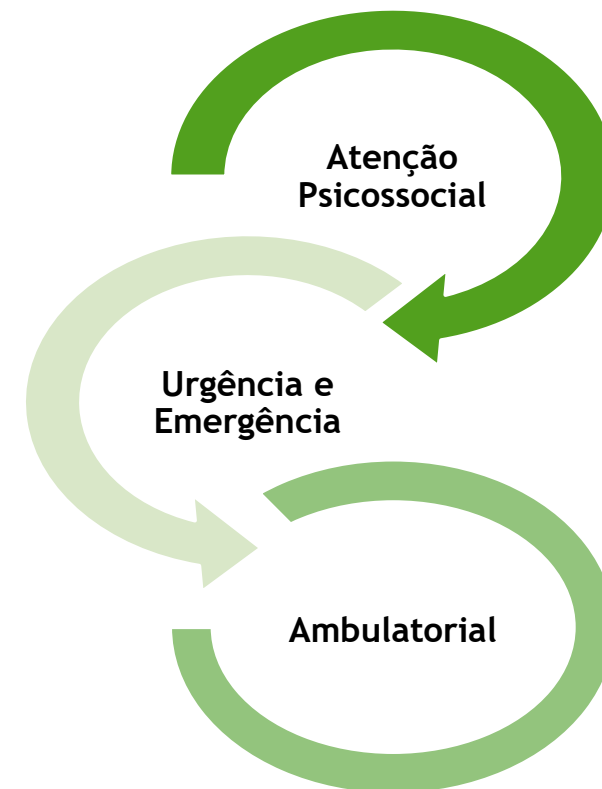 Atenção
Psicossocial
Urgência e
Emergência
Ambulatorial